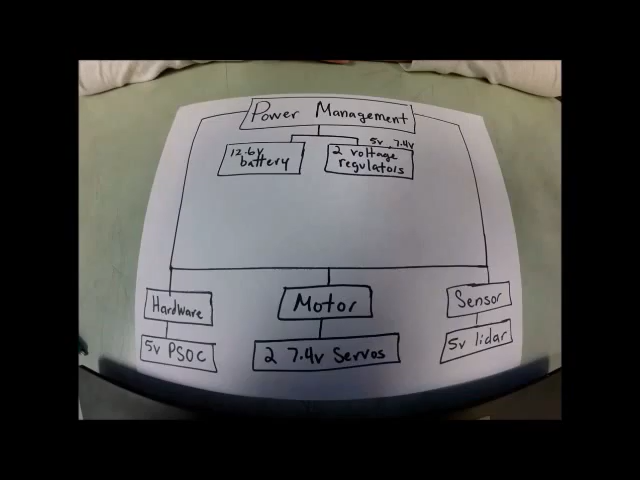 Power Management
5v , 7.4v
12.6v
battery
2 voltage
regulators
Hardware
Motor
Sensor
5v PSOC
2 7.4v Servos
5v lidar